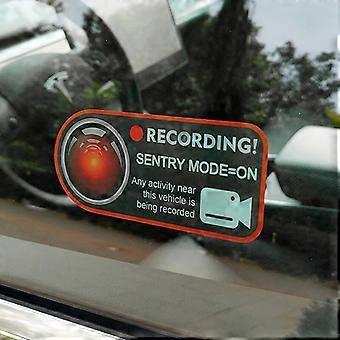 RECORDING!
SENTRY MODE=ON
Any activity near
this vehicle is
being recorded